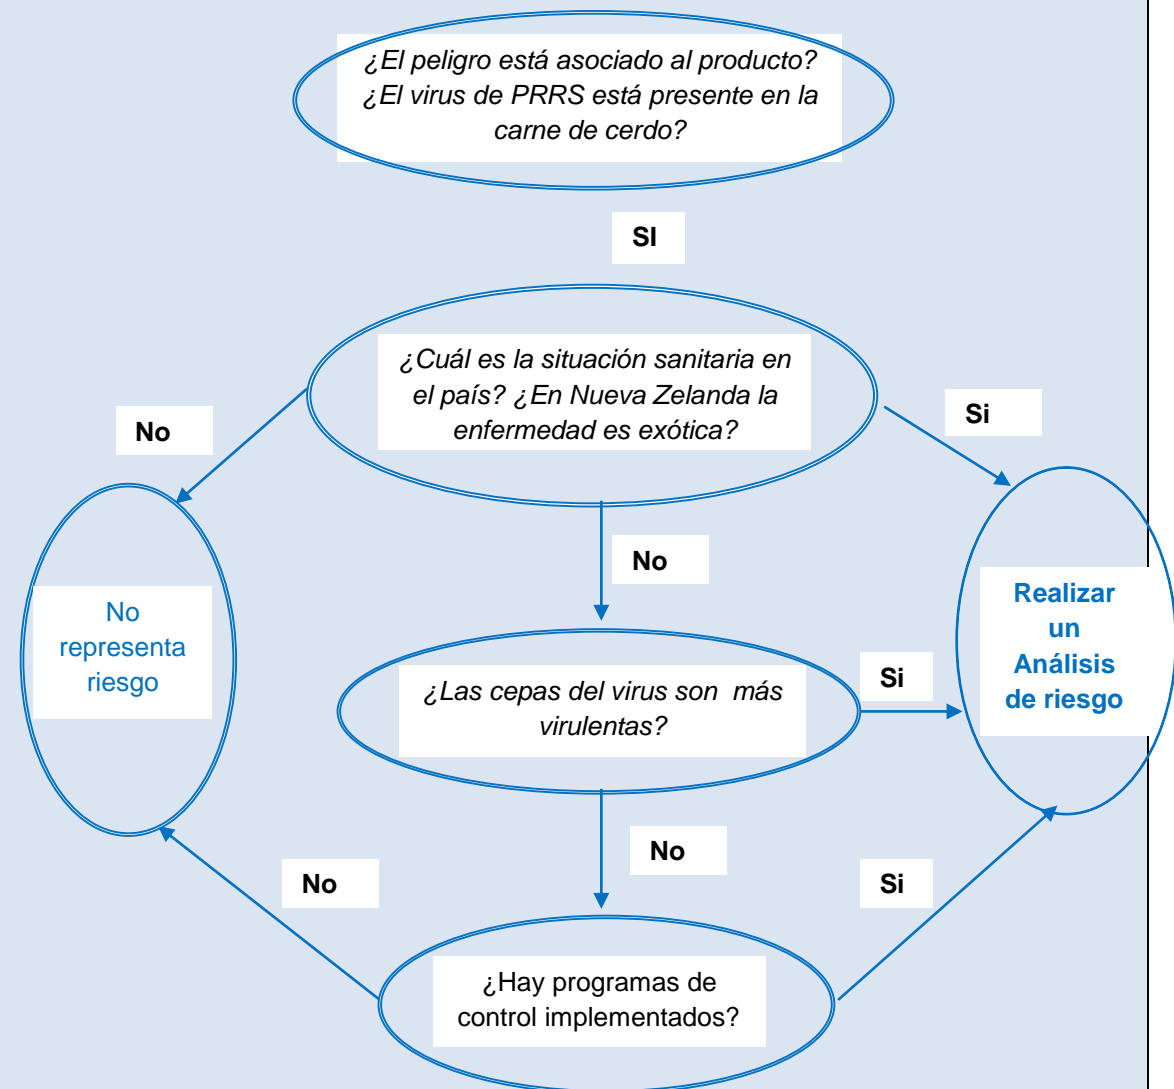 ¿El peligro está asociado al producto?
¿El virus de PRRS está presente en la
carne de cerdo?
SI
¿Cuál es la situación sanitaria en
el país? ¿En Nueva Zelanda la
enfermedad es exótica?
No
Si
No
No
representa
riesgo
Realizar
un
Análisis
de riesgo
¿Las cepas del virus son más
virulentas?
Si
No
No
Si
¿Hay programas de
control implementados?